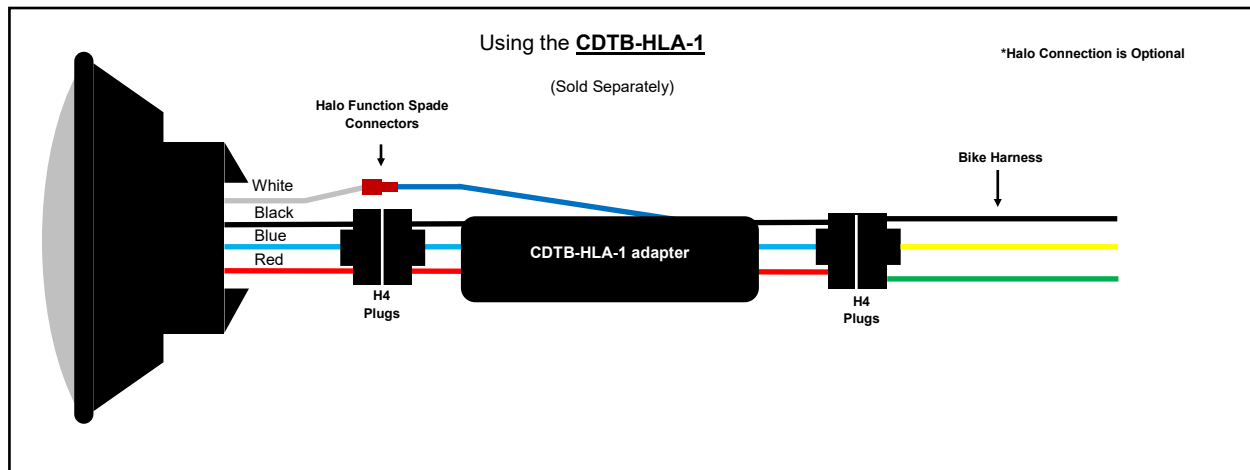 Using the CDTB-HLA-1
(Sold Separately)
*Halo Connection is Optional
Halo Function Spade
Connectors
Bike Harness
White
Black
Blue
Red
CDTB-HLA-1 adapter
H4
Plugs
H4
Plugs